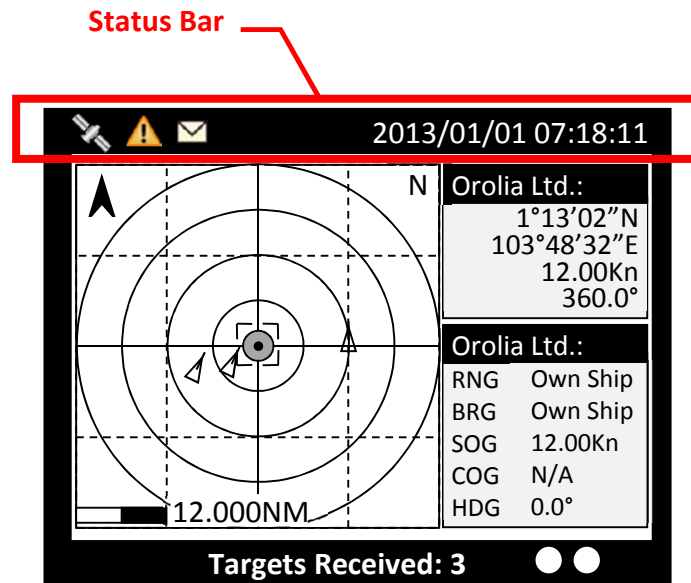 Status Bar
2013/01/01 07:18:11
N
12.000NM
Orolia Ltd.:
1°13’02”N
103°48’32”E
12.00Kn
360.0°
Orolia Ltd.:
RNG Own Ship
BRG Own Ship
SOG 12.00Kn
COG N/A
HDG 0.0°
Targets Received: 3